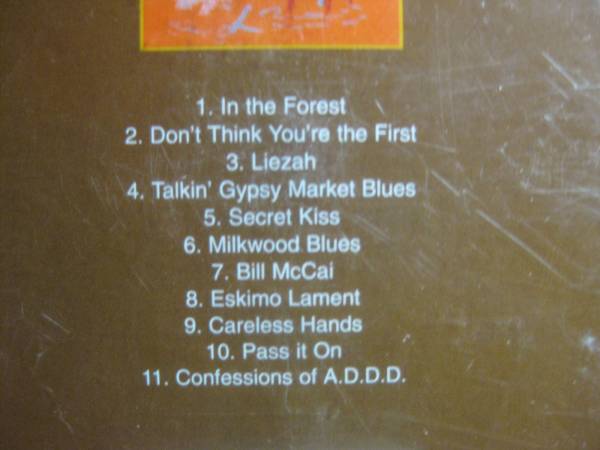 1. In the Forest
2. Don't Think You're the First
3. Liezah
4. Talkin' Gypsy Market Blues
5. Secret Kiss
6. Milkwood Blues
7. Bill McCai
8. Eskimo Lament
9. Careless Hands
10. Pass it On
11. Confessions of A.D.D.D.